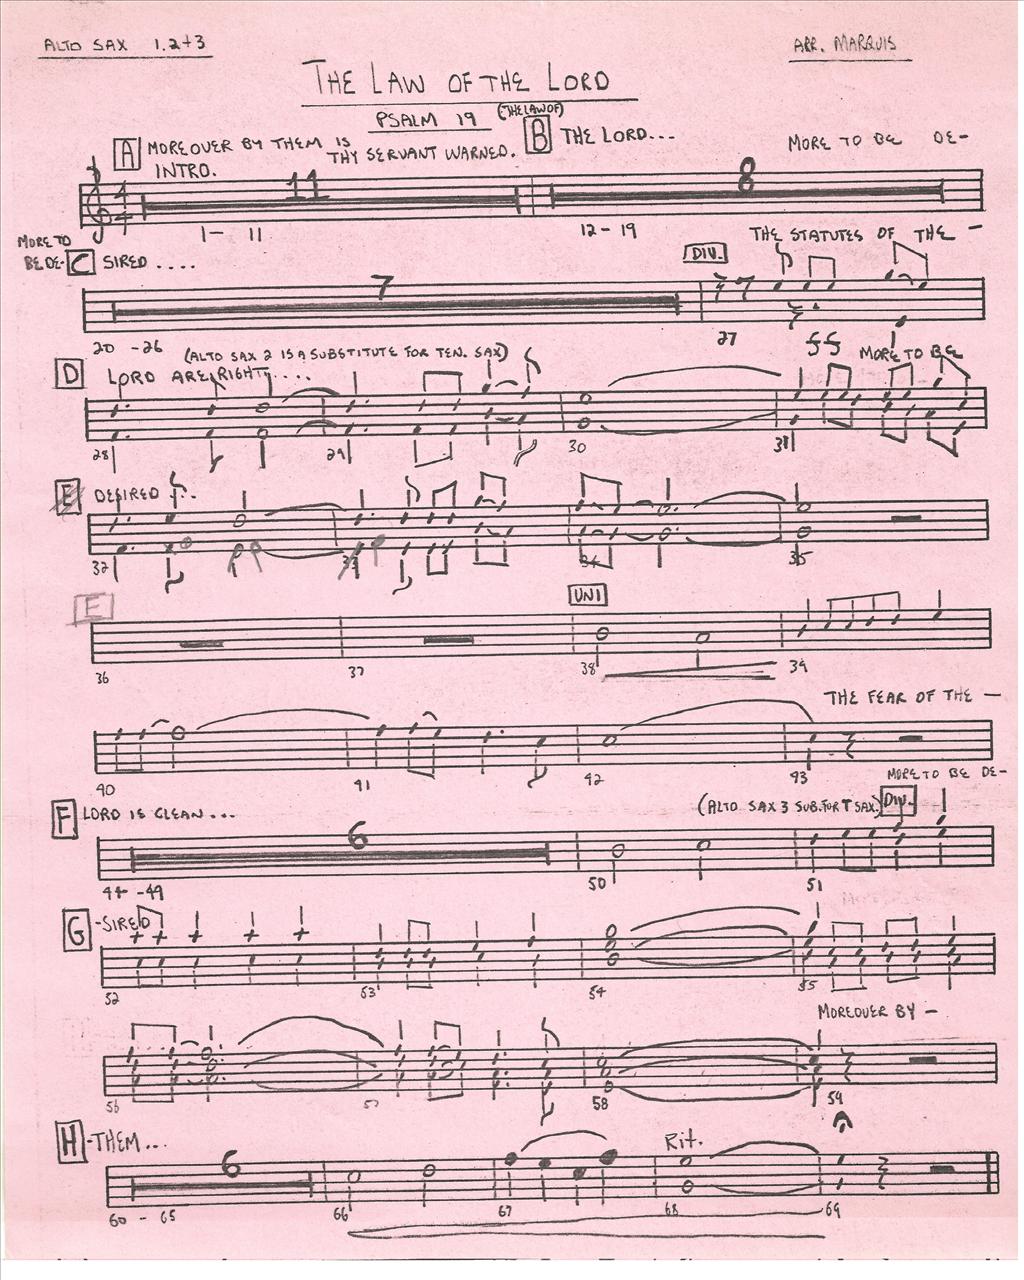 ALTO SAX 1.2+3
ARR. MARQUIS
THE LAW OF THE LORD
PSALM 19
(THE LAW OF)
A MOREOVER BY THEM IS THY SERVANT WARNED.
INTRO.
B THE LORD...
MORE TO BE DE-
11
8
1- 11
12-19
MORE TO BE DE-
C SIRED ....
DIV.
THE STATUTES OF THE -
7
20 -26
27
(ALTO SAX 2 IS A SUBSTITUTE FOR TEN. SAX)
MORE TO BE
D LORD ARE RIGHT....
28 29 30 31
E DESIRED ...
32 33 34 35
E
UNI
36 37 38 39
THE FEAR OF THE -
40 41 42 43
MORE TO BE DE-
F LORD IS CLEAN...
(ALTO SAX 3 SUB. FOR T SAX.)
DIV.
6
44 -49 50 51
G -SIRED
52 53 54 55
MOREOVER BY -
56 57 58 59
H -THEM...
Rit.
6
60 - 65 66 67 68 69